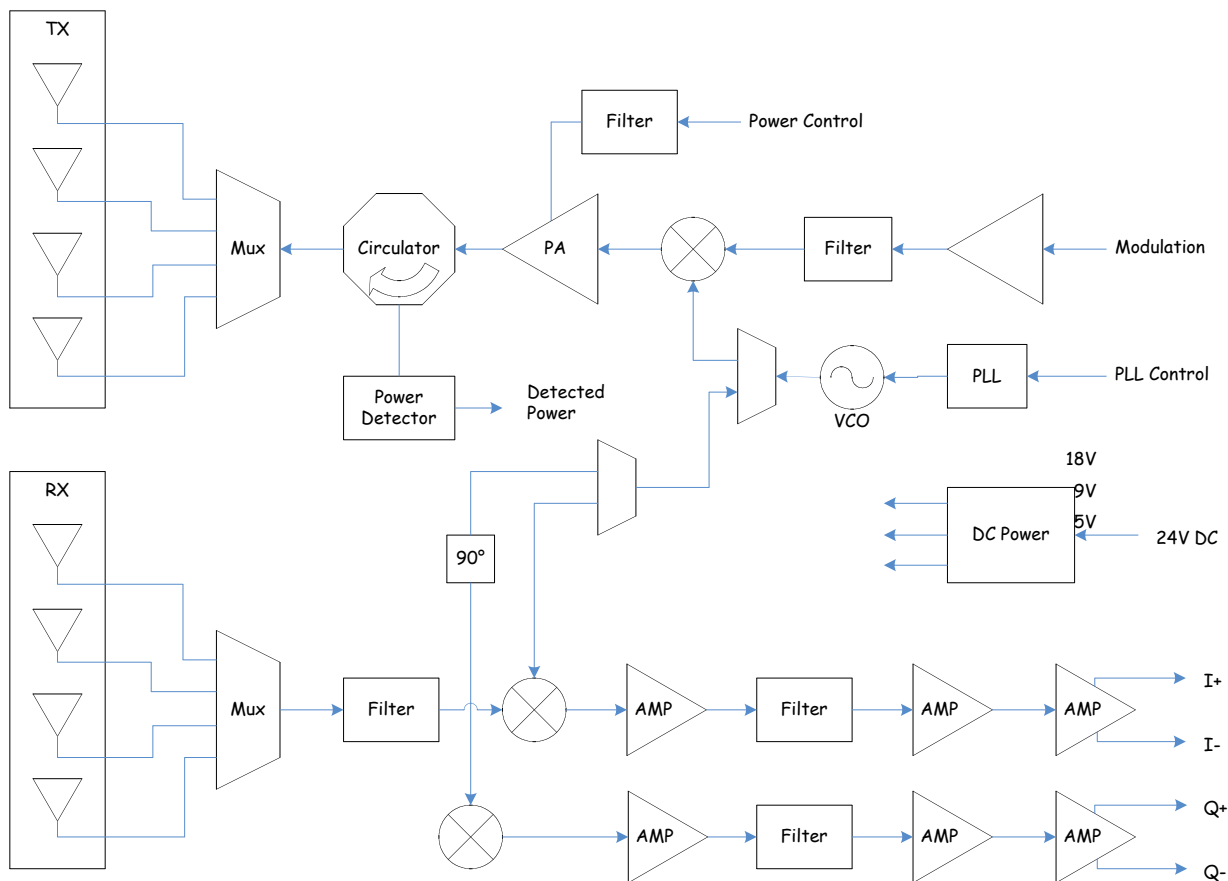 TX
Filter
Power Control
Mux
Circulator
PA
Filter
Modulation
Power
Detector
Detected
Power
VCO
PLL
PLL Control
RX
18V
9V
5V
DC Power
24V DC
90°
Mux
Filter
AMP
Filter
AMP
AMP
I+
I-
AMP
Filter
AMP
AMP
Q+
Q-